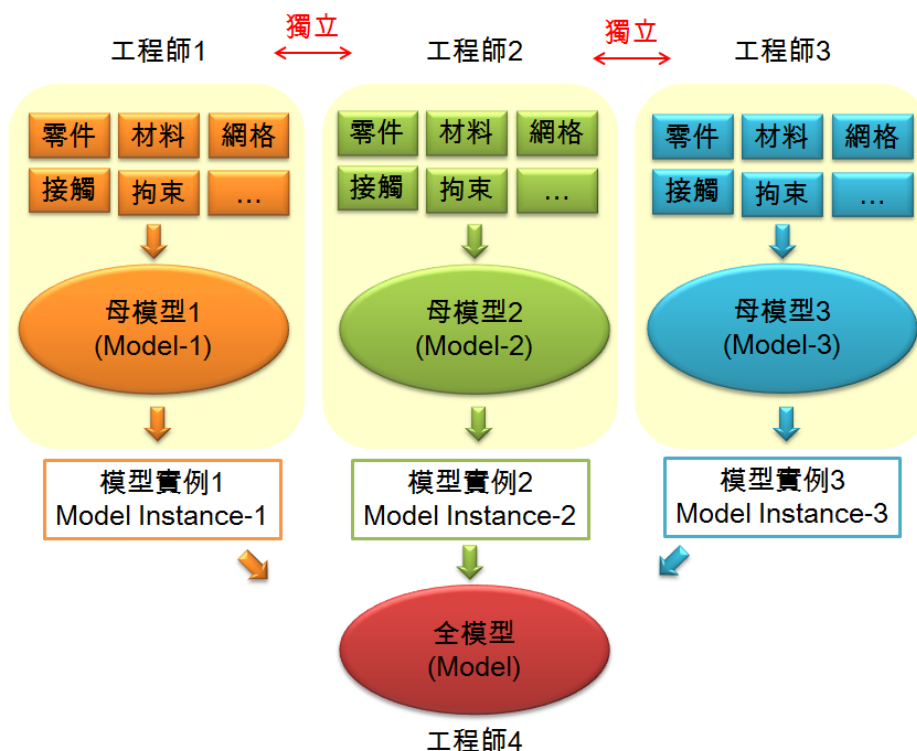 獨立
獨立
工程師1
工程師2
工程師3
零件 材料 網格
接觸 拘束 …
零件 材料 網格
接觸 拘束 …
零件 材料 網格
接觸 拘束 …
母模型1
(Model-1)
母模型2
(Model-2)
母模型3
(Model-3)
模型實例1
Model Instance-1
模型實例2
Model Instance-2
模型實例3
Model Instance-3
全模型
(Model)
工程師4